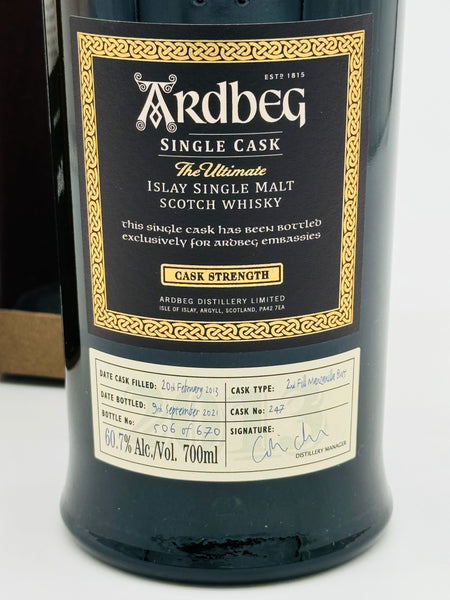 ESTD 1815
ARDBEG
SINGLE CASK
The Ultimate
ISLAY SINGLE MALT
SCOTCH WHISKY
this single cask has been bottled
exclusively for ardbeg embassies
CASK STRENGTH
ARDBEG DISTILLERY LIMITED
ISLE OF ISLAY, ARGYLL, SCOTLAND, PA42 7EA
DATE CASK FILLED: 20th February 2013
DATE BOTTLED: 9th September 2021
BOTTLE No: 506 of 670
60.7% Alc./Vol. 700ml
CASK TYPE: 2nd Fill Manzanilla Butt
CASK No: 247
SIGNATURE:
DISTILLERY MANAGER